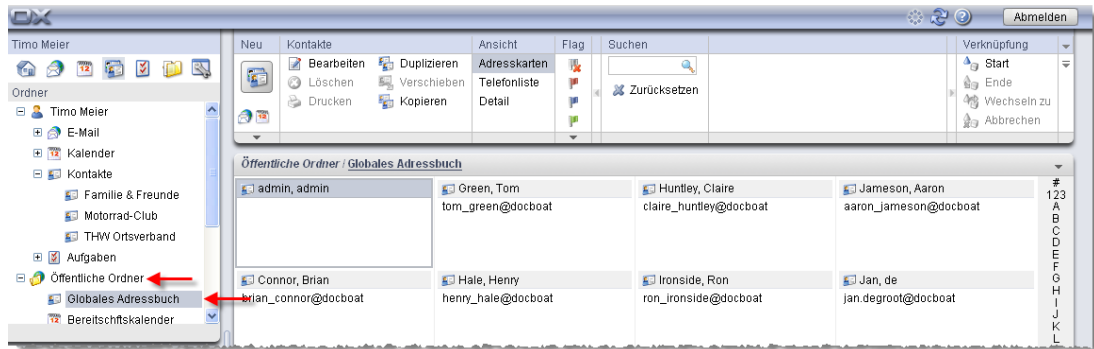 OX
Abmelden
Timo Meier
Ordner
Timo Meier
E-Mail
Kalender
Kontakte
Familie & Freunde
Motorrad-Club
THW Ortsverband
Aufgaben
Öffentliche Ordner
Globales Adressbuch
Bereitschftskalender
Neu Kontakte Ansicht Flag Suchen Verknüpfung
Bearbeiten Duplizieren Adresskarten Start
Löschen Verschieben Telefonliste Zurücksetzen Ende
Drucken Kopieren Detail Wechseln zu
Abbrechen
Öffentliche Ordner / Globales Adressbuch
admin, admin Green, Tom Huntley, Claire Jameson, Aaron
tom_green@docboat claire_huntley@docboat aaron_jameson@docboat
Connor, Brian Hale, Henry Ironside, Ron Jan, de
brian_connor@docboat henry_hale@docboat ron_ironside@docboat jan.degroot@docboat
#
123
A
B
C
D
E
F
G
H
I
J
K
L